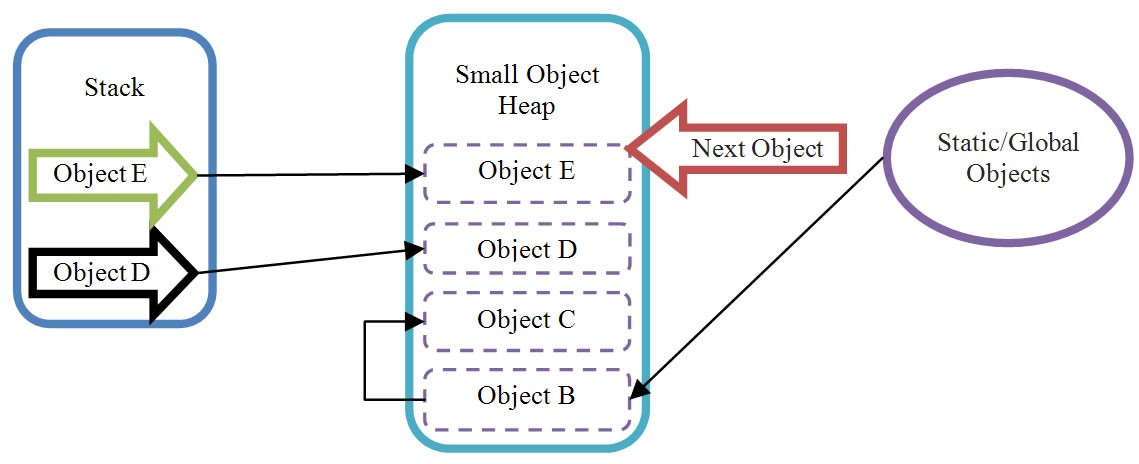 Stack
Object E
Object D
Small Object
Heap
Object E
Object D
Object C
Object B
Next Object
Static/Global
Objects